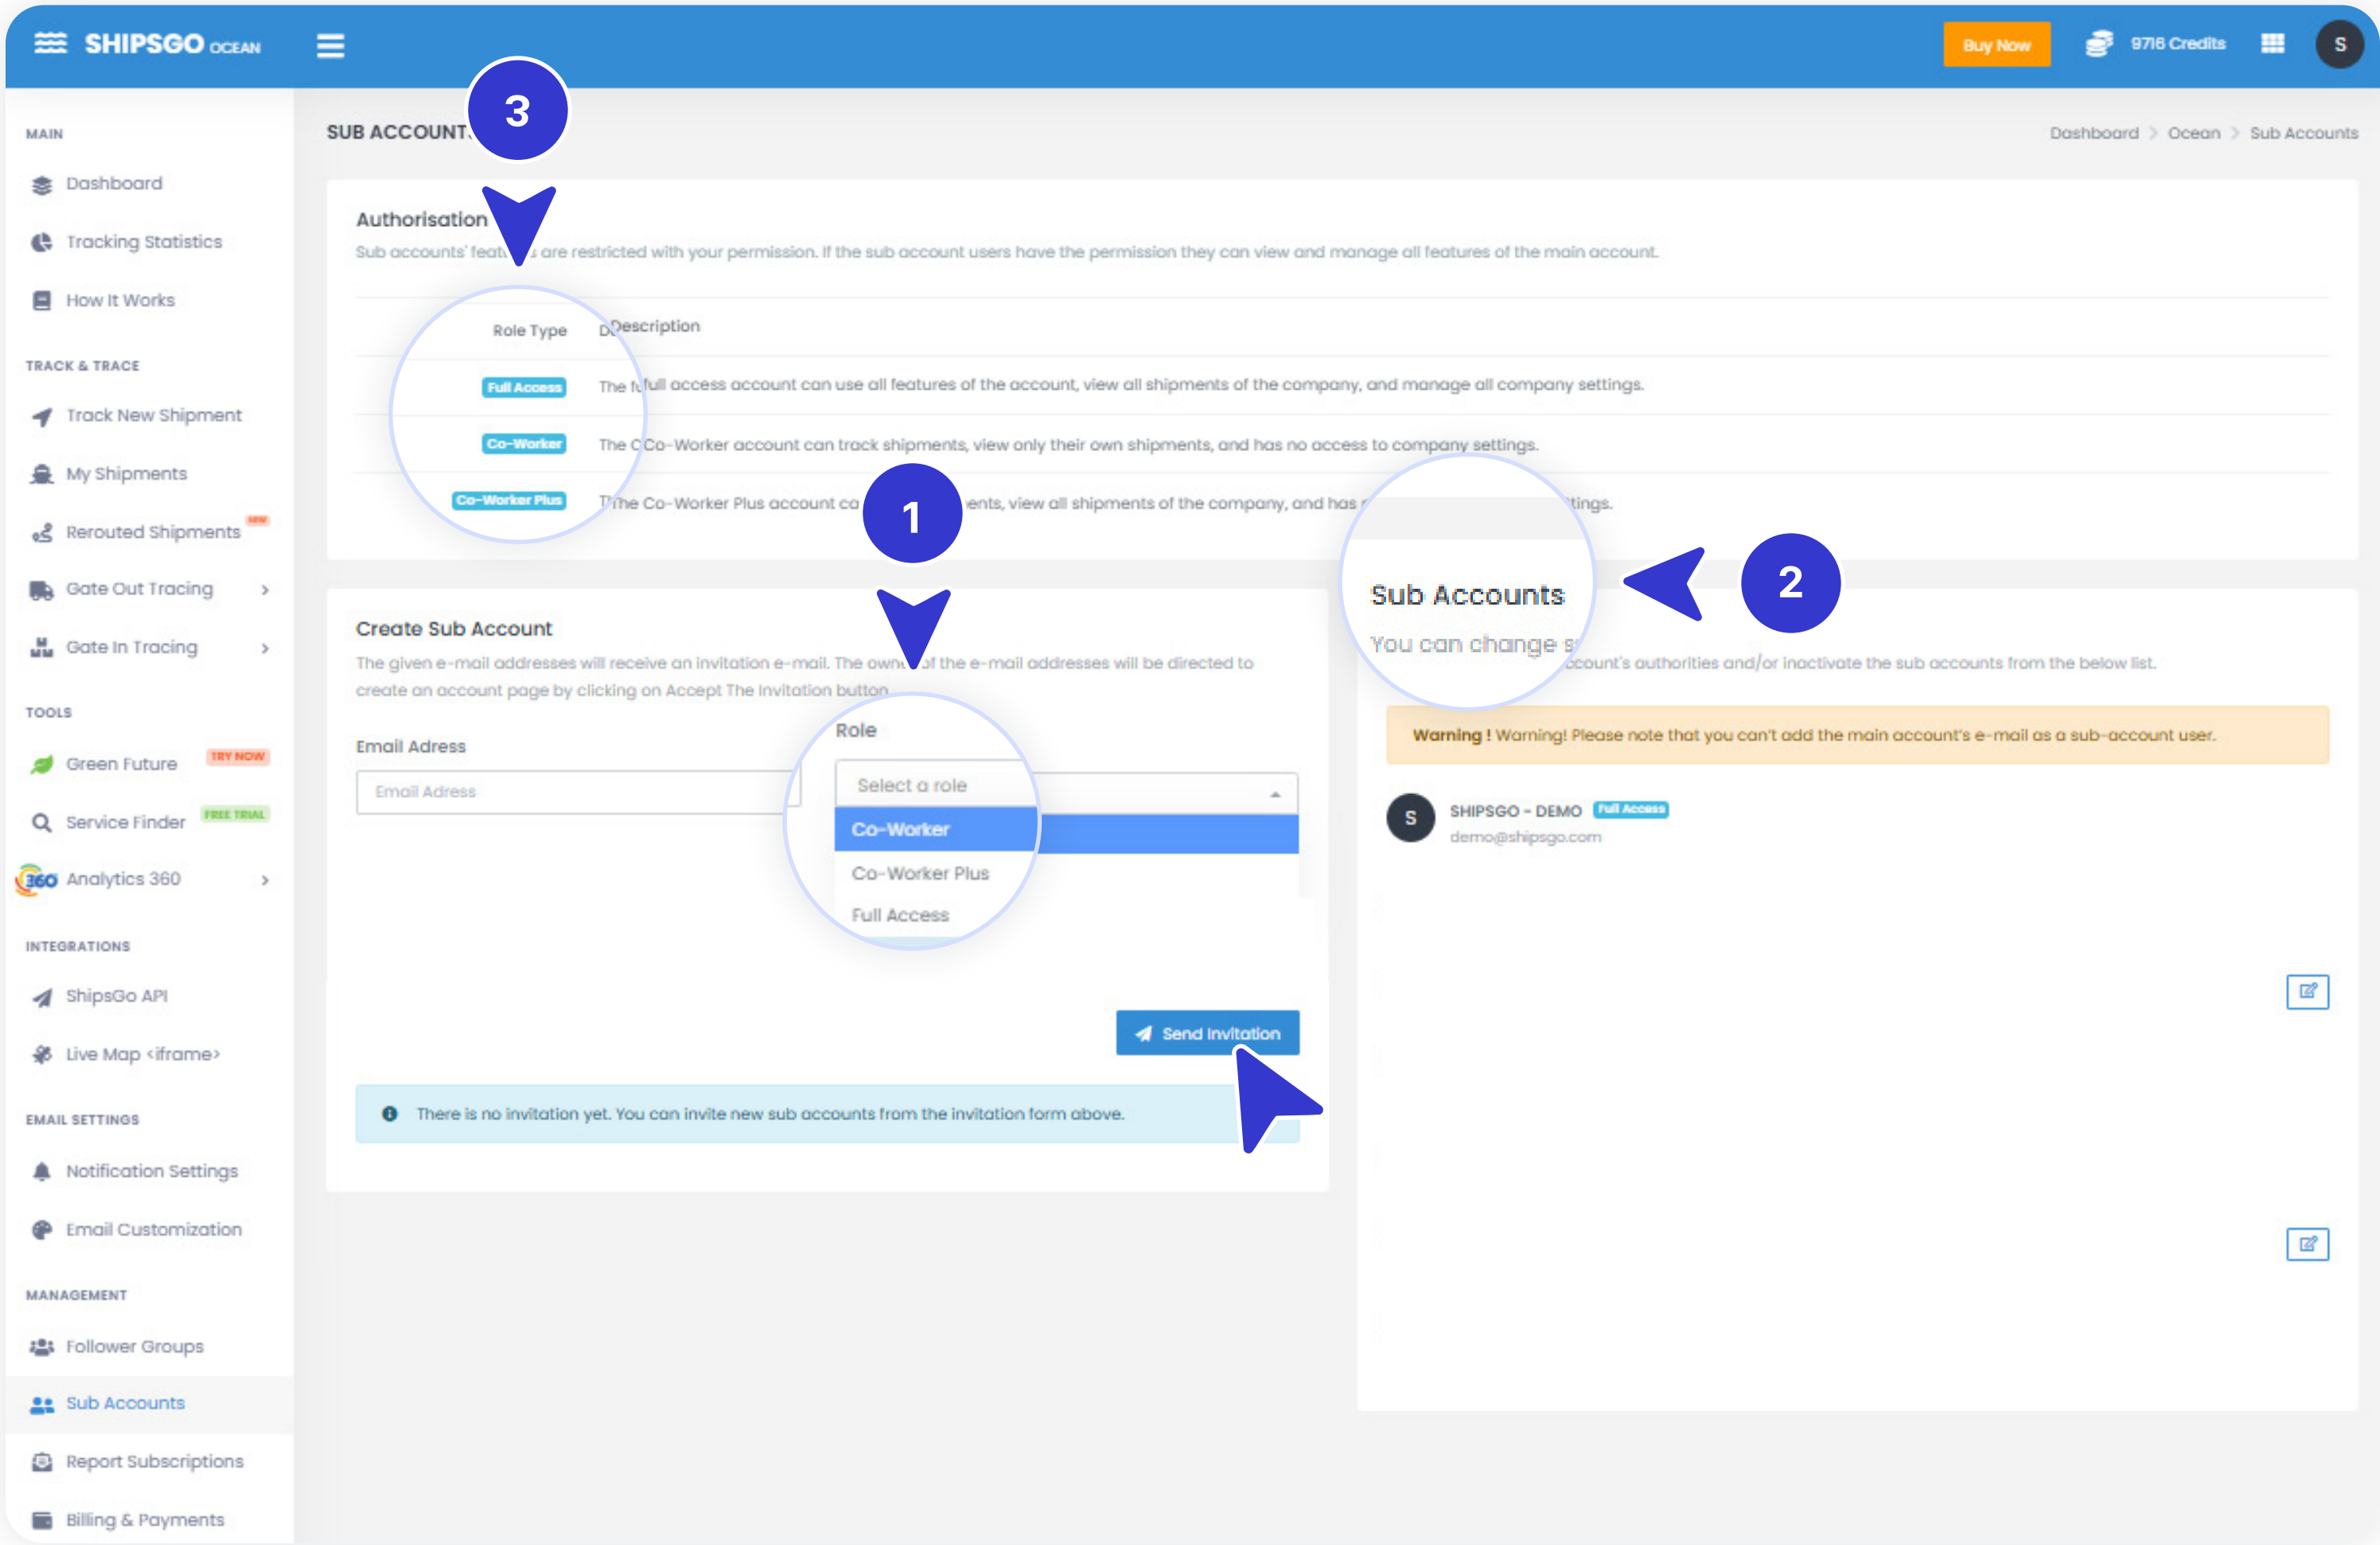 SHIPSGO OCEAN
Buy Now
9716 Credits
S
MAIN
Dashboard
Tracking Statistics
How It Works
TRACK & TRACE
Track New Shipment
My Shipments
Rerouted Shipments NEW
Gate Out Tracing
Gate In Tracing
TOOLS
Green Future TRY NOW
Service Finder FREE TRIAL
360 Analytics 360
INTEGRATIONS
ShipsGo API
Live Map <iframe>
EMAIL SETTINGS
Notification Settings
Email Customization
MANAGEMENT
Follower Groups
Sub Accounts
Report Subscriptions
Billing & Payments
SUB ACCOUNT
3
Dashboard > Ocean > Sub Accounts
Authorisation
Sub accounts' feat s are restricted with your permission. If the sub account users have the permission they can view and manage all features of the main account.
Role Type Description
Full Access The full access account can use all features of the account, view all shipments of the company, and manage all company settings.
Co-Worker The Co-Worker account can track shipments, view only their own shipments, and has no access to company settings.
Co-Worker Plus The Co-Worker Plus account ca ents, view all shipments of the company, and has tings.
1
2
Create Sub Account
The given e-mail addresses will receive an invitation e-mail. The owne of the e-mail addresses will be directed to
create an account page by clicking on Accept The Invitation button
Email Adress
Email Adress
Role
Select a role
Co-Worker
Co-Worker Plus
Full Access
Send Invitation
There is no invitation yet. You can invite new sub accounts from the invitation form above.
Sub Accounts
You can change s count's authorities and/or inactivate the sub accounts from the below list.
Warning ! Warning! Please note that you can't add the main account's e-mail as a sub-account user.
S
SHIPSGO - DEMO Full Access
demo@shipsgo.com